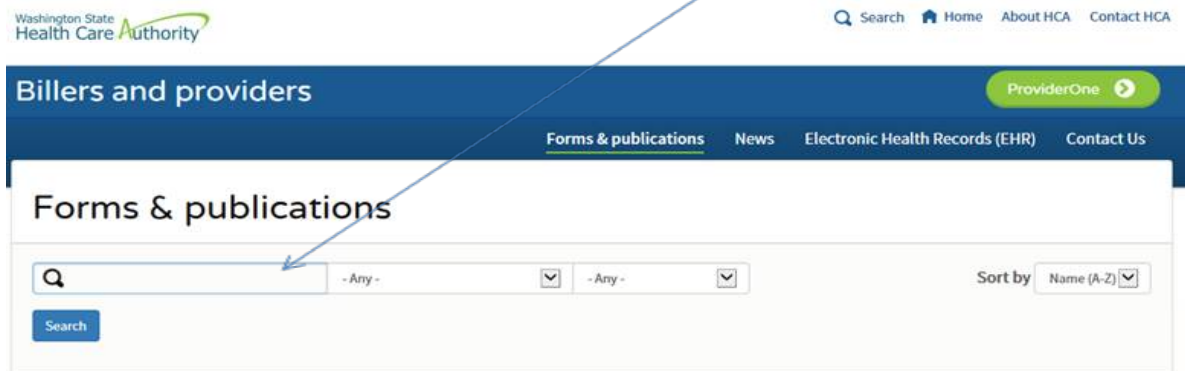 Washington State
Health Care Authority
Search Home About HCA Contact HCA
Billers and providers
ProviderOne
Forms & publications News Electronic Health Records (EHR) Contact Us
Forms & publications
- Any - - Any - Sort by Name (A-Z)
Search